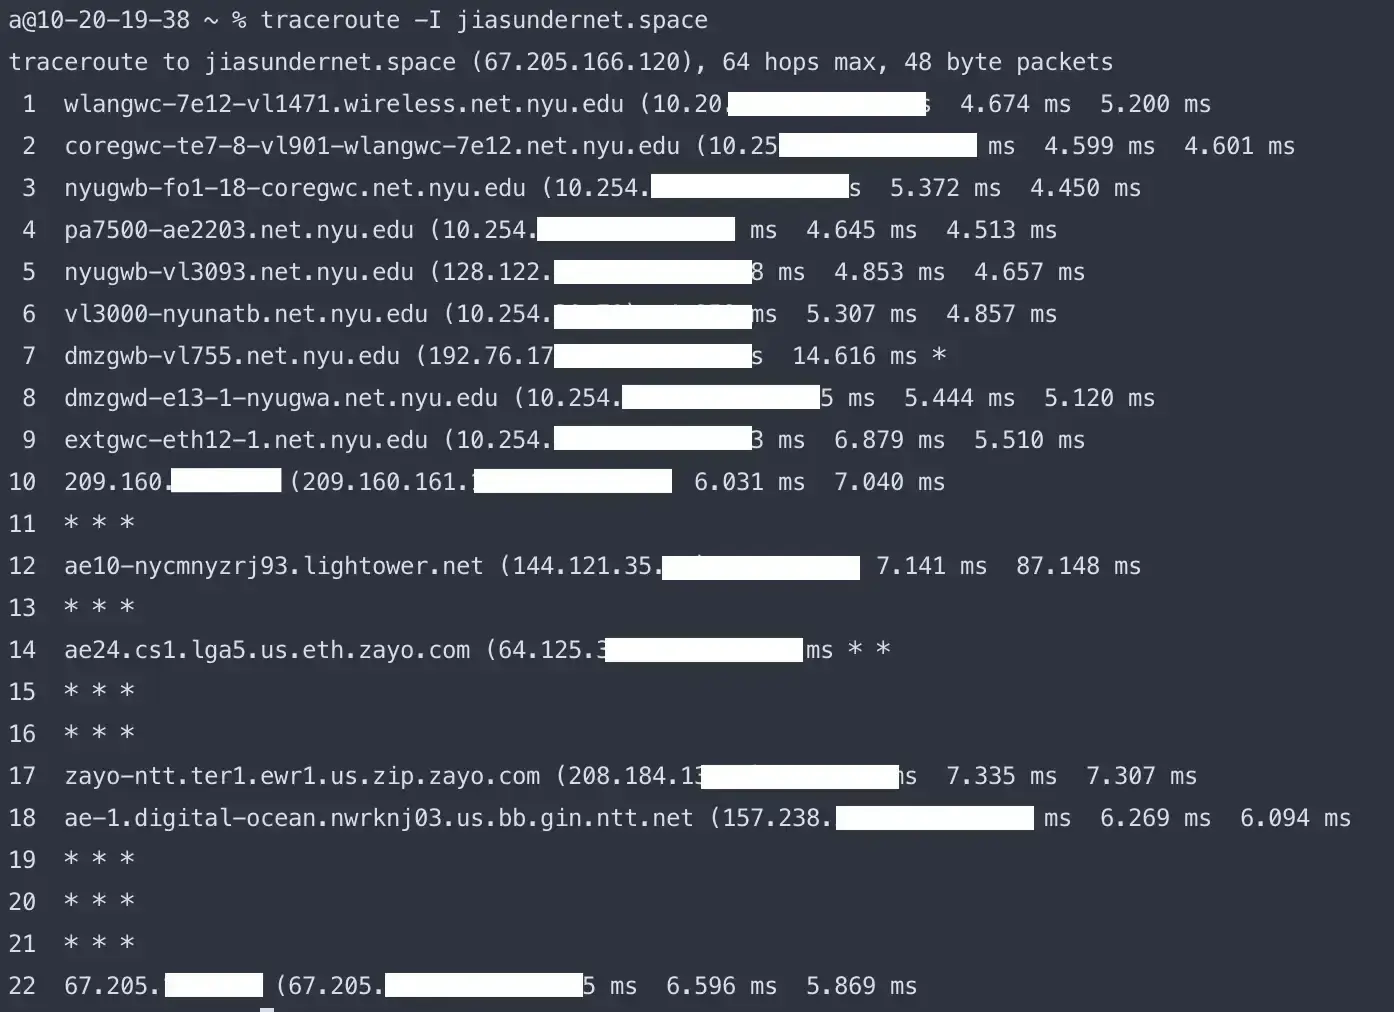 a@10-20-19-38 ~ % traceroute -I jiasundernet.space
traceroute to jiasundernet.space (67.205.166.120), 64 hops max, 48 byte packets
1 wlangwc-7e12-vl1471.wireless.net.nyu.edu (10.20. 4.674 ms 5.200 ms
2 coregwc-te7-8-vl901-wlangwc-7e12.net.nyu.edu (10.25 ms 4.599 ms 4.601 ms
3 nyugwb-fo1-18-coregwc.net.nyu.edu (10.254. s 5.372 ms 4.450 ms
4 pa7500-ae2203.net.nyu.edu (10.254. ms 4.645 ms 4.513 ms
5 nyugwb-vl3093.net.nyu.edu (128.122. 8 ms 4.853 ms 4.657 ms
6 vl3000-nyunatb.net.nyu.edu (10.254. ms 5.307 ms 4.857 ms
7 dmzgwb-vl755.net.nyu.edu (192.76.17 s 14.616 ms *
8 dmzgwd-e13-1-nyugwa.net.nyu.edu (10.254. 5 ms 5.444 ms 5.120 ms
9 extgwc-eth12-1.net.nyu.edu (10.254. 3 ms 6.879 ms 5.510 ms
10 209.160. (209.160.161. 6.031 ms 7.040 ms
11 * * *
12 ae10-nycmnyzrj93.lightower.net (144.121.35. 7.141 ms 87.148 ms
13 * * *
14 ae24.cs1.lga5.us.eth.zayo.com (64.125.3 ms * *
15 * * *
16 * * *
17 zayo-ntt.ter1.ewr1.us.zip.zayo.com (208.184.13 s 7.335 ms 7.307 ms
18 ae-1.digital-ocean.nwrknj03.us.bb.gin.ntt.net (157.238. ms 6.269 ms 6.094 ms
19 * * *
20 * * *
21 * * *
22 67.205. (67.205. 5 ms 6.596 ms 5.869 ms